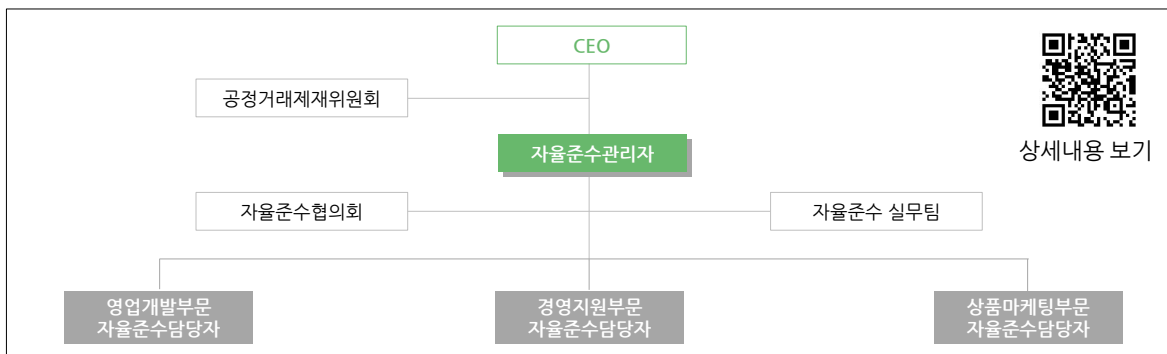 CEO
공정거래제재위원회
자율준수관리자
상세내용 보기
자율준수협의회
자율준수 실무팀
영업개발부문
자율준수담당자
경영지원부문
자율준수담당자
상품마케팅부문
자율준수담당자